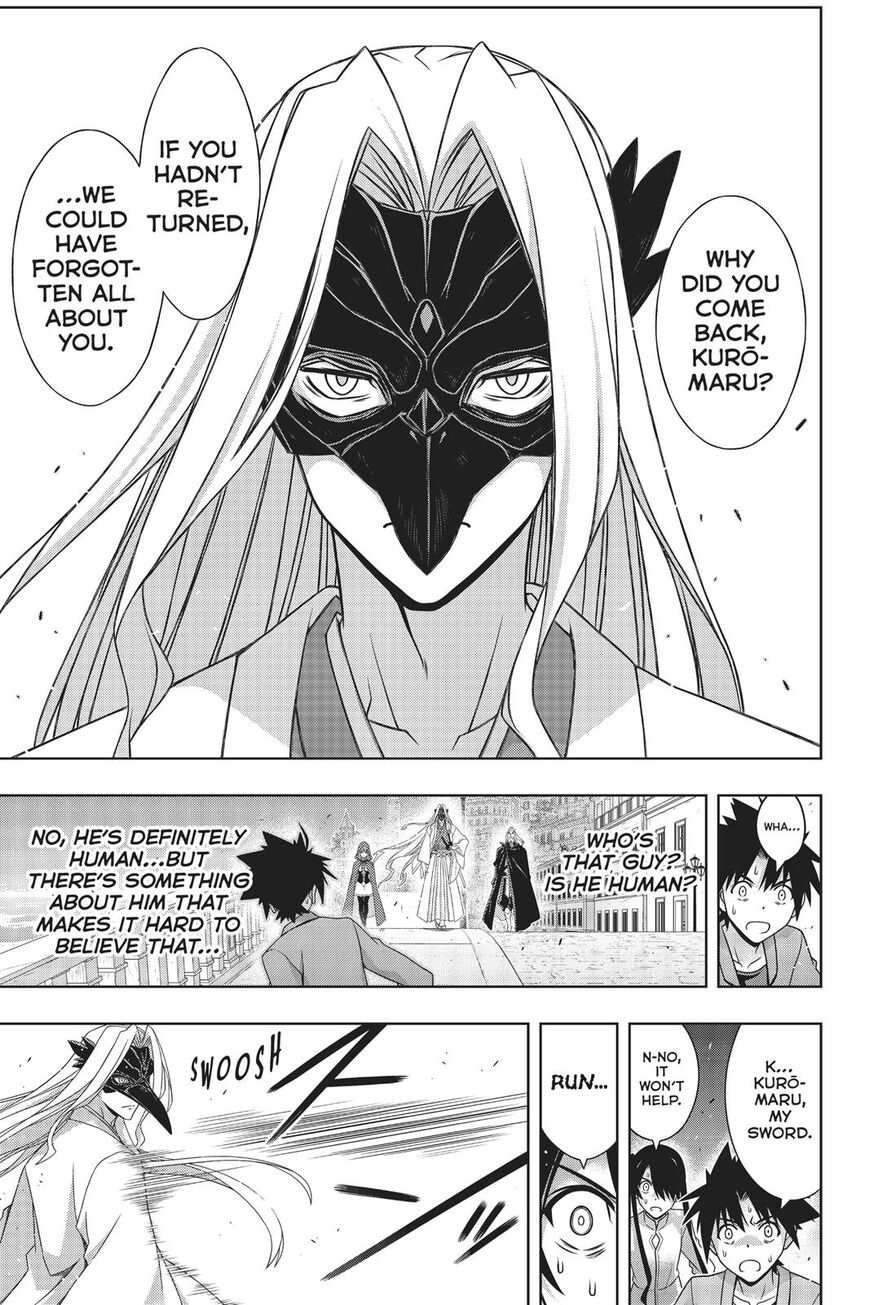 WHY
DID YOU
COME
BACK,
KURŌ-
MARU?
IF YOU
HADN'T
RE-
TURNED,
...WE
COULD
HAVE
FORGOT-
TEN ALL
ABOUT
YOU.
WHA...
WHO'S
THAT GUY?
IS HE HUMAN?
NO, HE'S DEFINITELY
HUMAN...BUT
THERE'S SOMETHING
ABOUT HIM THAT
MAKES IT HARD TO
BELIEVE THAT...
K...
KURŌ-
MARU,
MY
SWORD.
N-NO,
IT
WON'T
HELP.
RUN...
SWOOSH